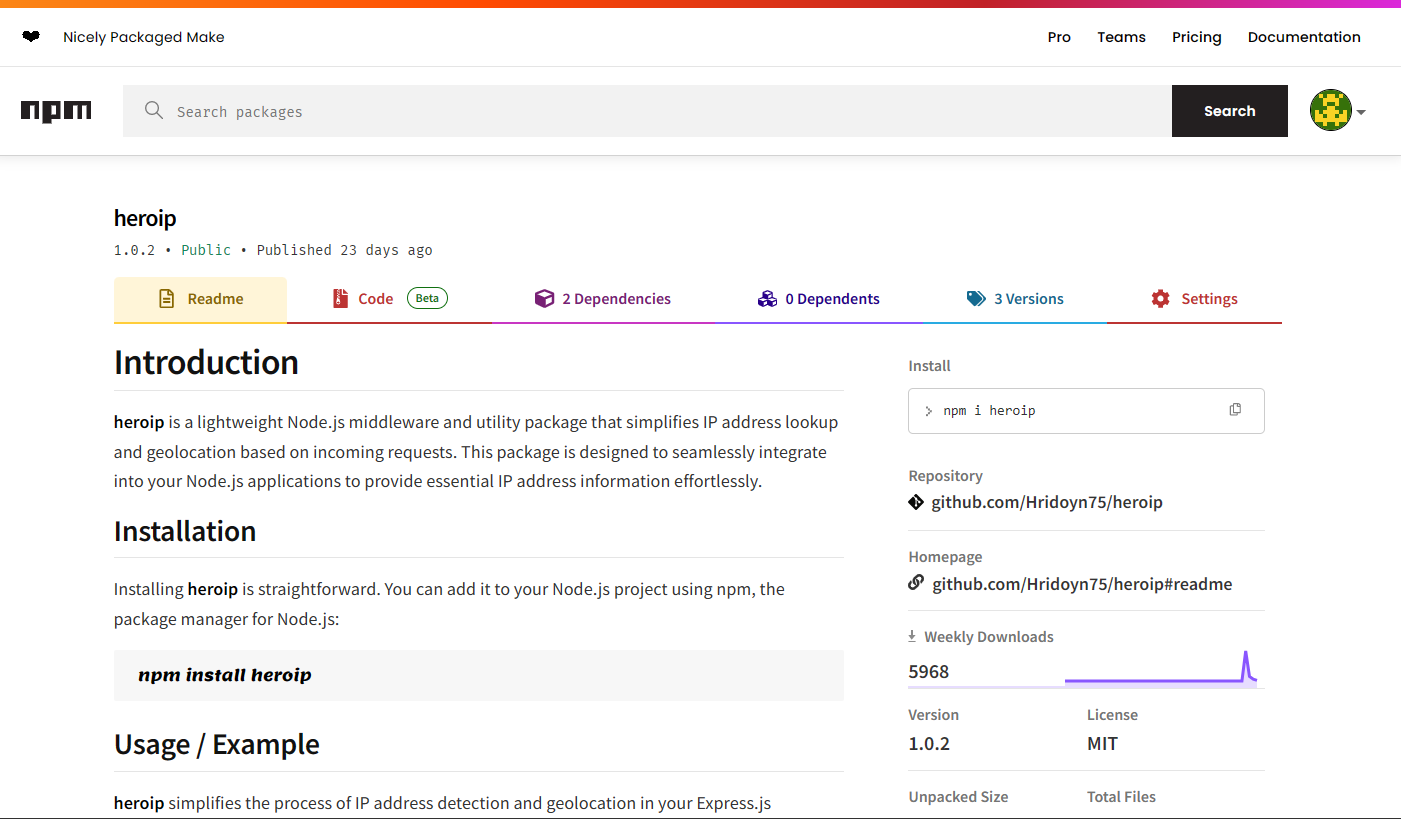 Nicely Packaged Make
Pro Teams Pricing Documentation
npm
Search packages
Search
heroip
1.0.2 • Public • Published 23 days ago
Readme
Code Beta
2 Dependencies
0 Dependents
3 Versions
Settings
Introduction
heroip is a lightweight Node.js middleware and utility package that simplifies IP address lookup
and geolocation based on incoming requests. This package is designed to seamlessly integrate
into your Node.js applications to provide essential IP address information effortlessly.
Installation
Installing heroip is straightforward. You can add it to your Node.js project using npm, the
package manager for Node.js:
npm install heroip
Usage / Example
heroip simplifies the process of IP address detection and geolocation in your Express.js
Install
npm i heroip
Repository
github.com/Hridoyn75/heroip
Homepage
github.com/Hridoyn75/heroip#readme
Weekly Downloads
5968
Version License
1.0.2 MIT
Unpacked Size Total Files